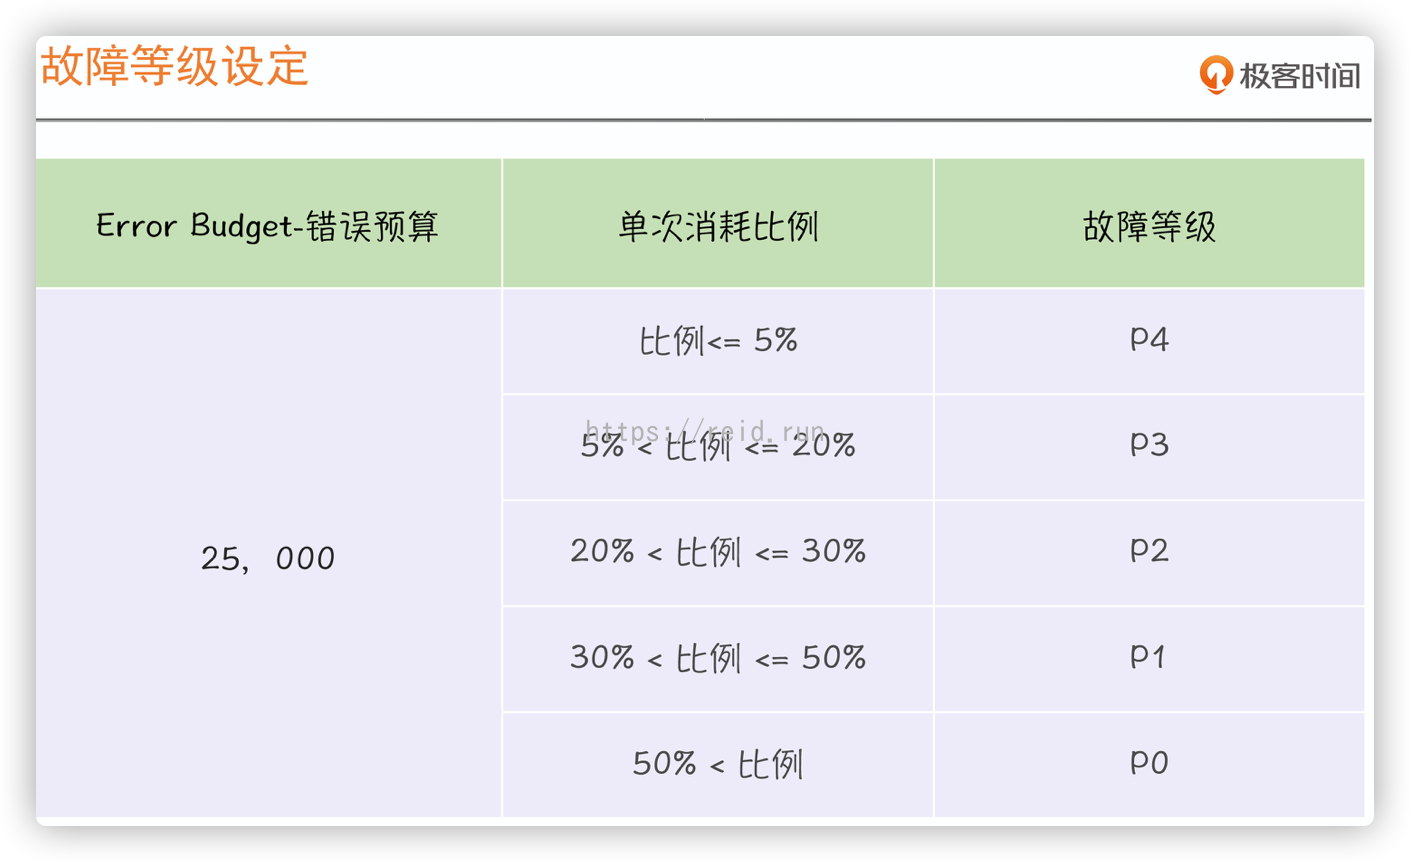 故障等级设定
极客时间
Error Budget-错误预算 单次消耗比例 故障等级
比例<= 5% P4
https://reid.run
5% < 比例 <= 20% P3
25，000
20% < 比例 <= 30% P2
30% < 比例 <= 50% P1
50% < 比例 P0